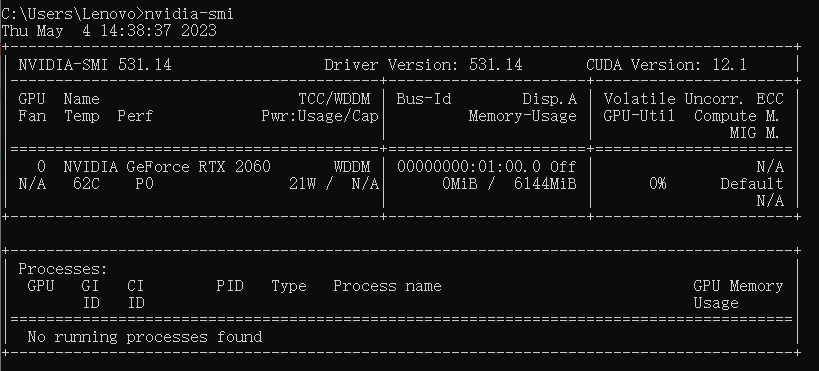 C:\Users\Lenovo>nvidia-smi
Thu May  4 14:38:37 2023
+-----------------------------------------------------------------------------------------+
| NVIDIA-SMI 531.14                 Driver Version: 531.14       CUDA Version: 12.1     |
|-----------------------------------------+----------------------+----------------------+
| GPU  Name                      TCC/WDDM | Bus-Id        Disp.A | Volatile Uncorr. ECC |
| Fan  Temp  Perf            Pwr:Usage/Cap|         Memory-Usage | GPU-Util  Compute M. |
|                                         |                      |               MIG M. |
|=========================================+======================+======================|
|   0  NVIDIA GeForce RTX 2060       WDDM | 00000000:01:00.0 Off |                  N/A |
| N/A   62C    P0              21W /  N/A |      0MiB /  6144MiB |      0%      Default |
|                                         |                      |                  N/A |
+-----------------------------------------+----------------------+----------------------+
+---------------------------------------------------------------------------------------+
| Processes:                                                                            |
|  GPU   GI   CI        PID   Type   Process name                            GPU Memory |
|        ID   ID                                                             Usage      |
|=======================================================================================|
|  No running processes found                                                           |
+---------------------------------------------------------------------------------------+